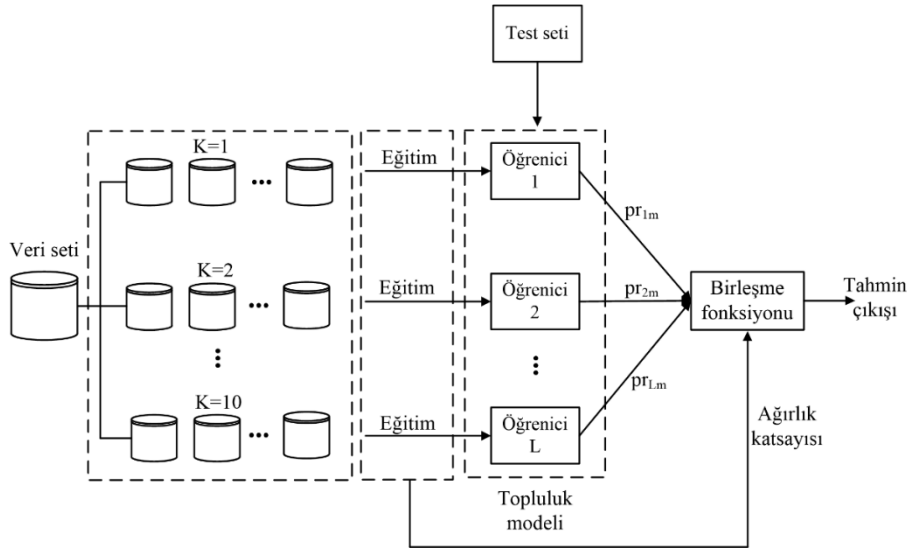 Test seti
K=1
Eğitim
Öğrenici
1
pr1m
Veri seti
K=2
Eğitim
Öğrenici
2
pr2m
Birleşme
fonksiyonu
Tahmin
çıkışı
K=10
Eğitim
Öğrenici
L
prLm
Ağırlık
katsayısı
Topluluk
modeli